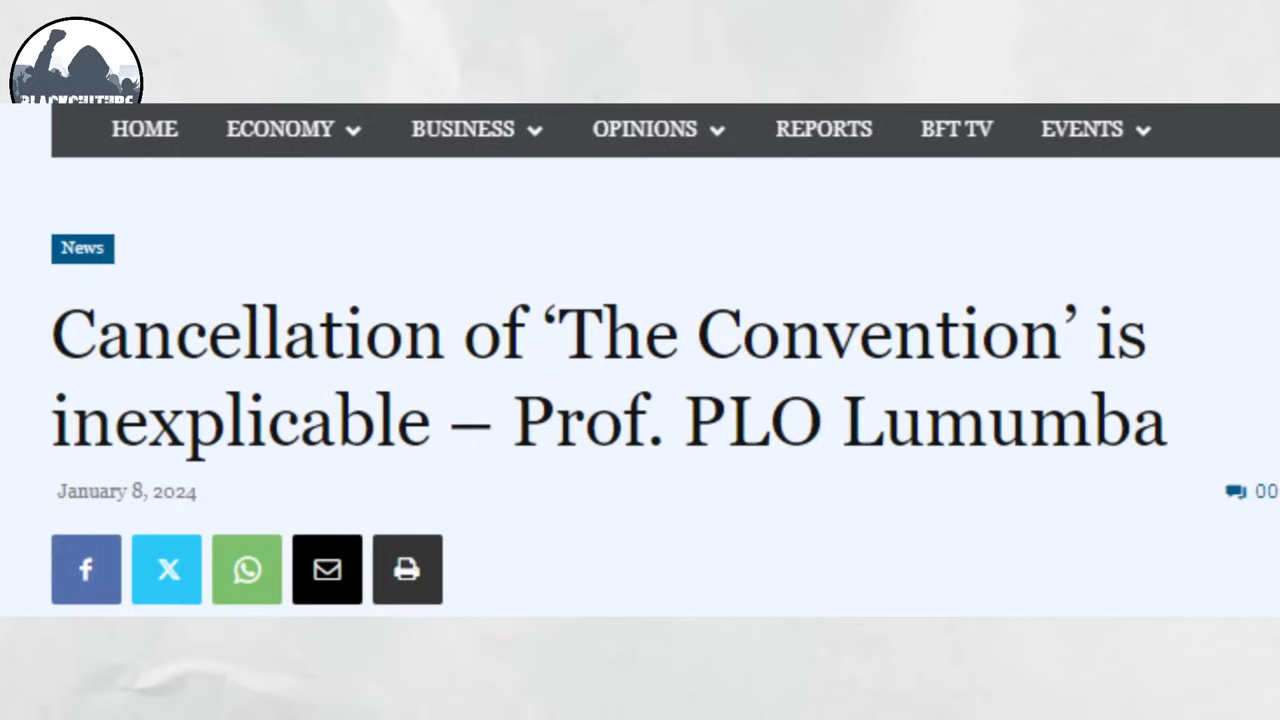 BLACKCULTURE
HOME ECONOMY BUSINESS OPINIONS REPORTS BFT TV EVENTS
News
Cancellation of ‘The Convention’ is
inexplicable – Prof. PLO Lumumba
January 8, 2024
00